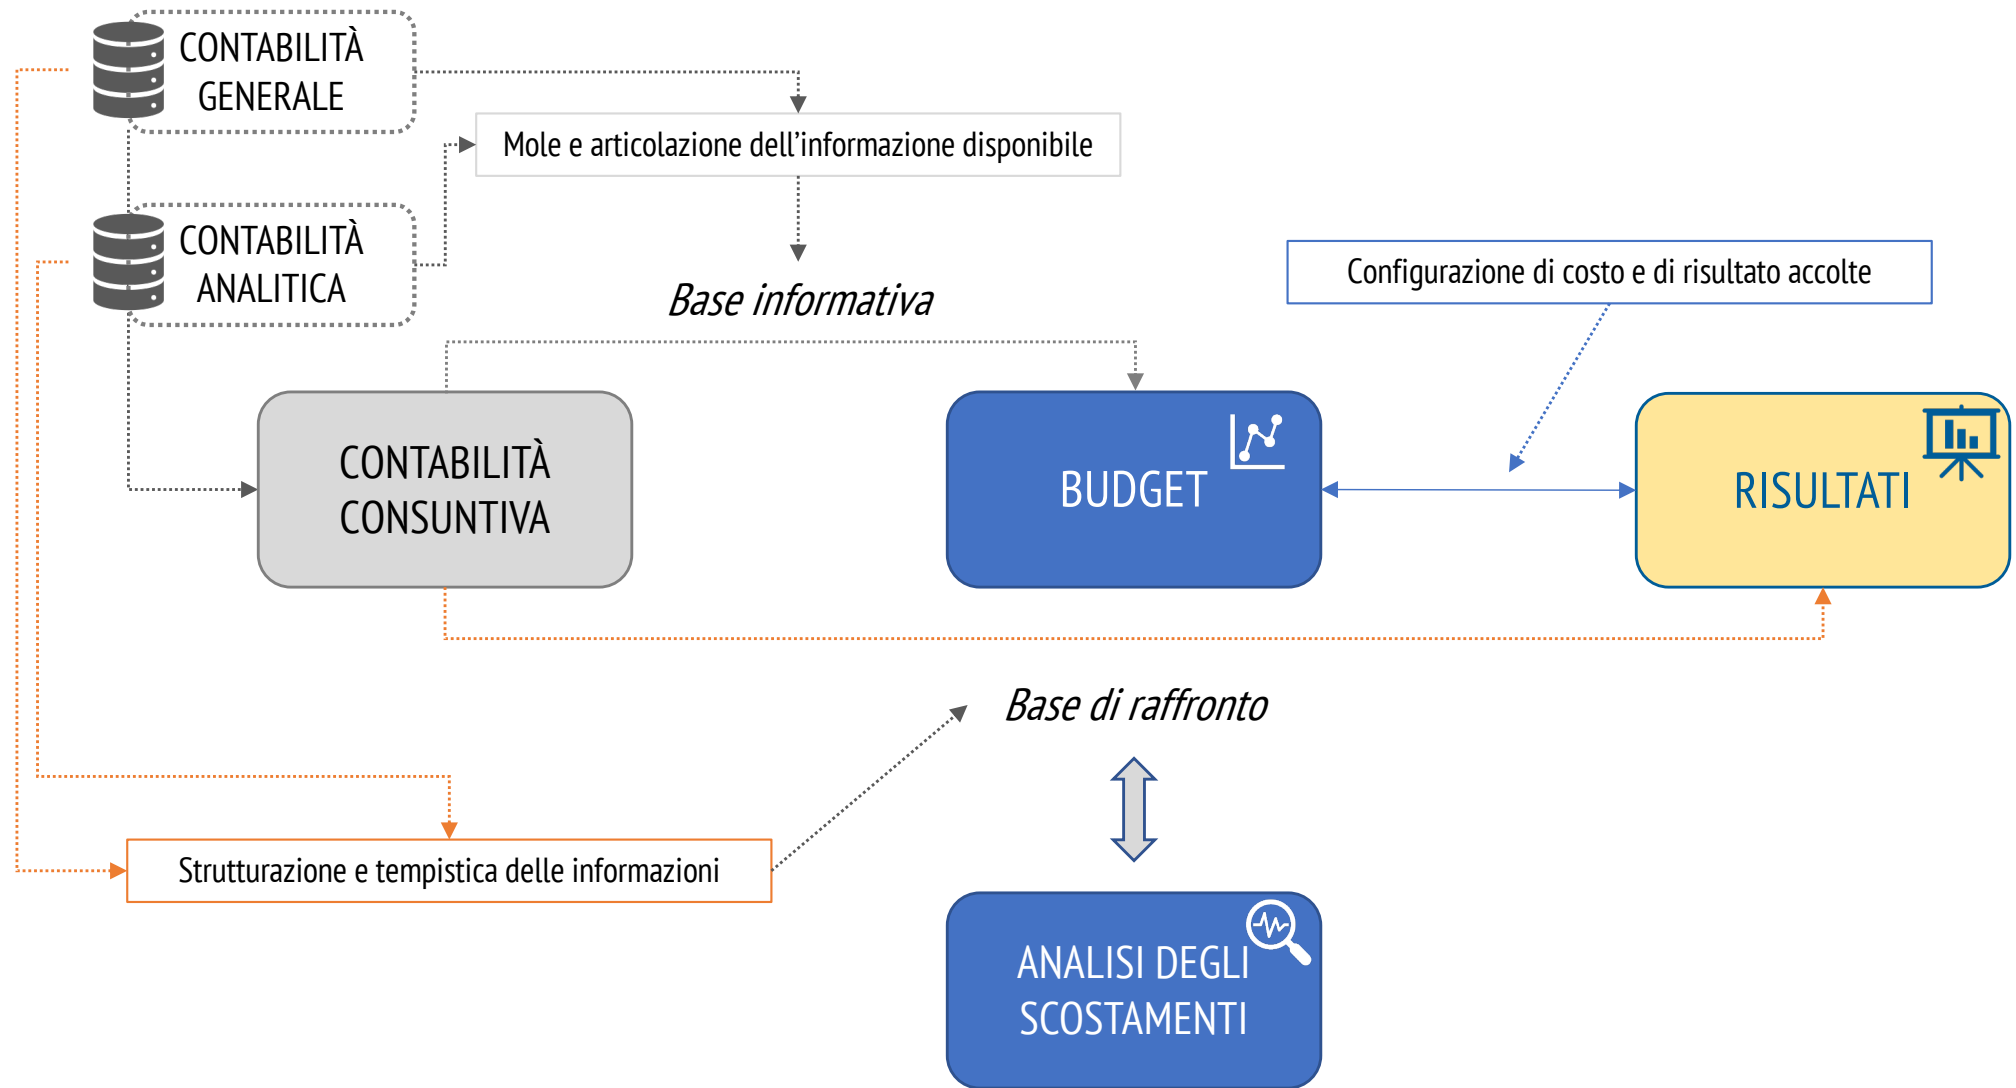 CONTABILITÀ
GENERALE
Mole e articolazione dell’informazione disponibile
CONTABILITÀ
ANALITICA
Configurazione di costo e di risultato accolte
Base informativa
CONTABILITÀ
CONSUNTIVA
BUDGET
RISULTATI
Base di raffronto
Strutturazione e tempistica delle informazioni
ANALISI DEGLI
SCOSTAMENTI